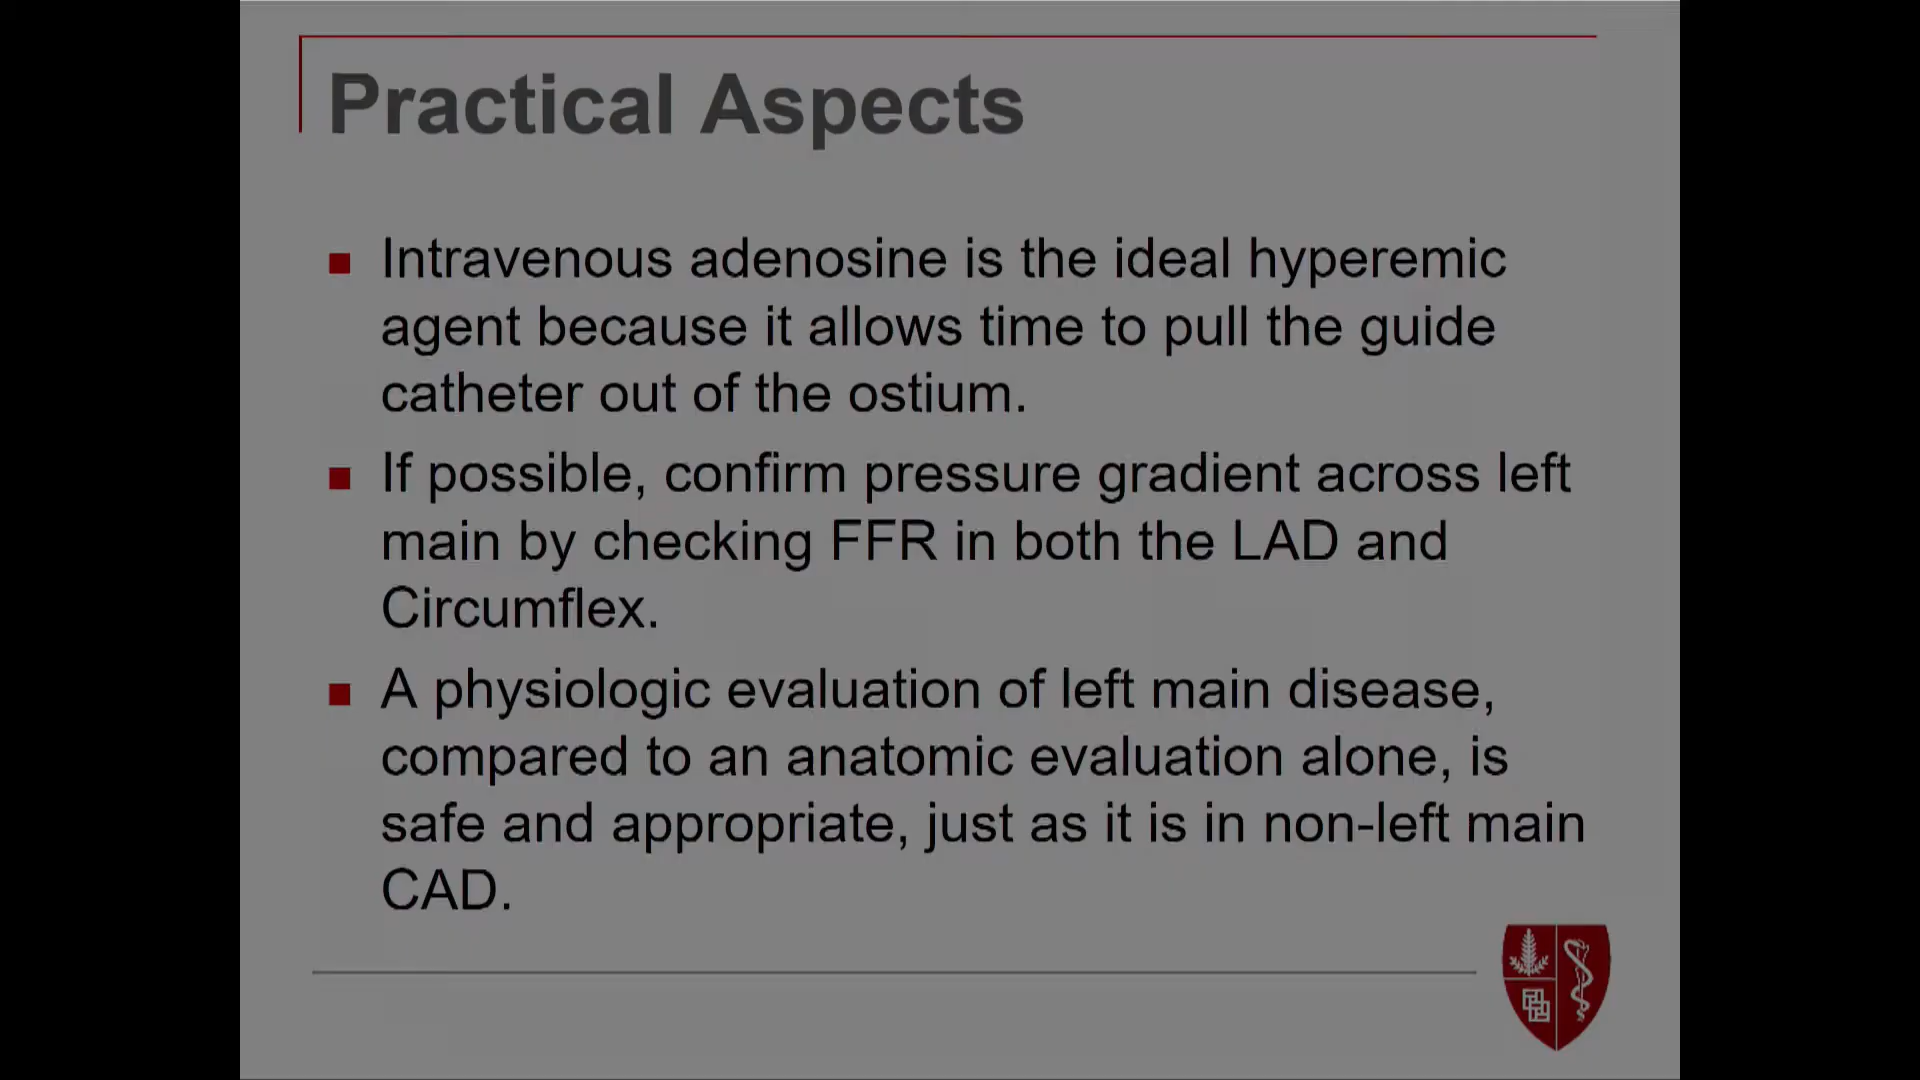 Practical Aspects
Intravenous adenosine is the ideal hyperemic
agent because it allows time to pull the guide
catheter out of the ostium.
If possible, confirm pressure gradient across left
main by checking FFR in both the LAD and
Circumflex.
A physiologic evaluation of left main disease,
compared to an anatomic evaluation alone, is
safe and appropriate, just as it is in non-left main
CAD.